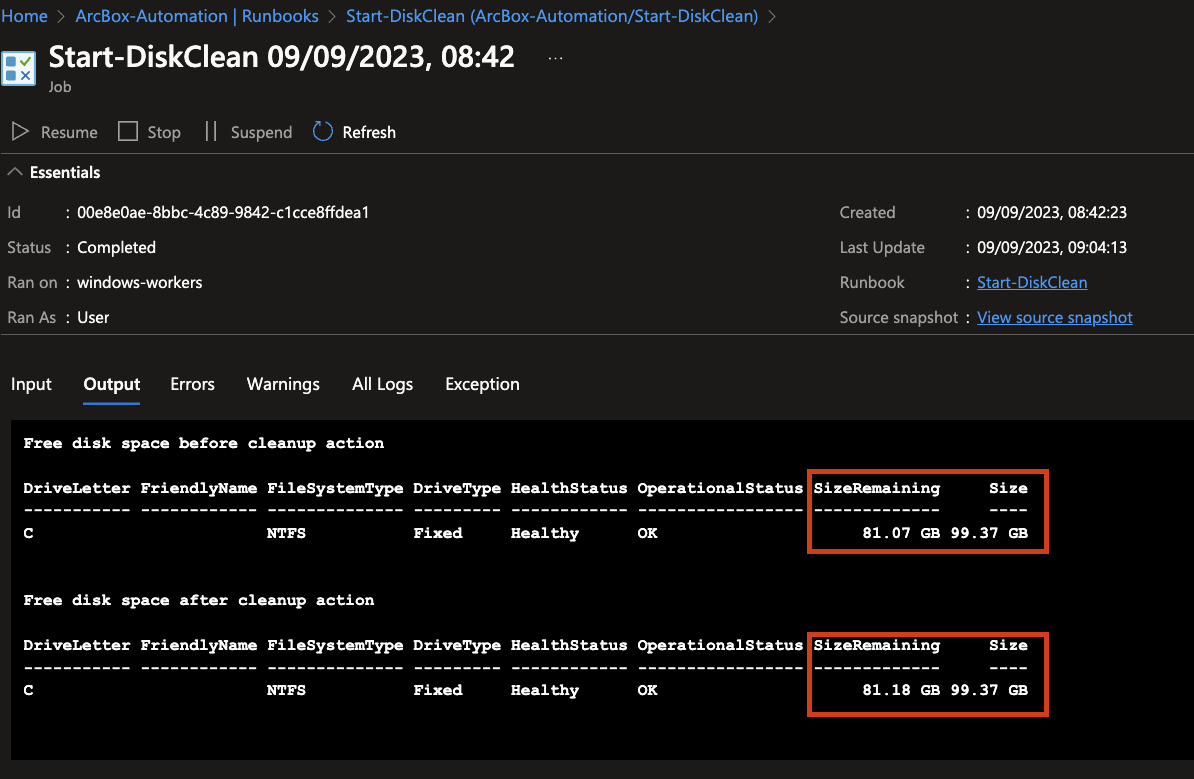 Home > ArcBox-Automation | Runbooks > Start-DiskClean (ArcBox-Automation/Start-DiskClean) >
Start-DiskClean 09/09/2023, 08:42 ...
Job
Resume Stop Suspend Refresh
Essentials
Id : 00e8e0ae-8bbc-4c89-9842-c1cce8ffdea1
Created : 09/09/2023, 08:42:23
Status : Completed
Last Update : 09/09/2023, 09:04:13
Ran on : windows-workers
Runbook : Start-DiskClean
Ran As : User
Source snapshot : View source snapshot
Input Output Errors Warnings All Logs Exception
Free disk space before cleanup action
DriveLetter FriendlyName FileSystemType DriveType HealthStatus OperationalStatus SizeRemaining Size
----------- ------------ -------------- --------- ------------ ----------------- ------------- ----
C NTFS Fixed Healthy OK 81.07 GB 99.37 GB
Free disk space after cleanup action
DriveLetter FriendlyName FileSystemType DriveType HealthStatus OperationalStatus SizeRemaining Size
----------- ------------ -------------- --------- ------------ ----------------- ------------- ----
C NTFS Fixed Healthy OK 81.18 GB 99.37 GB